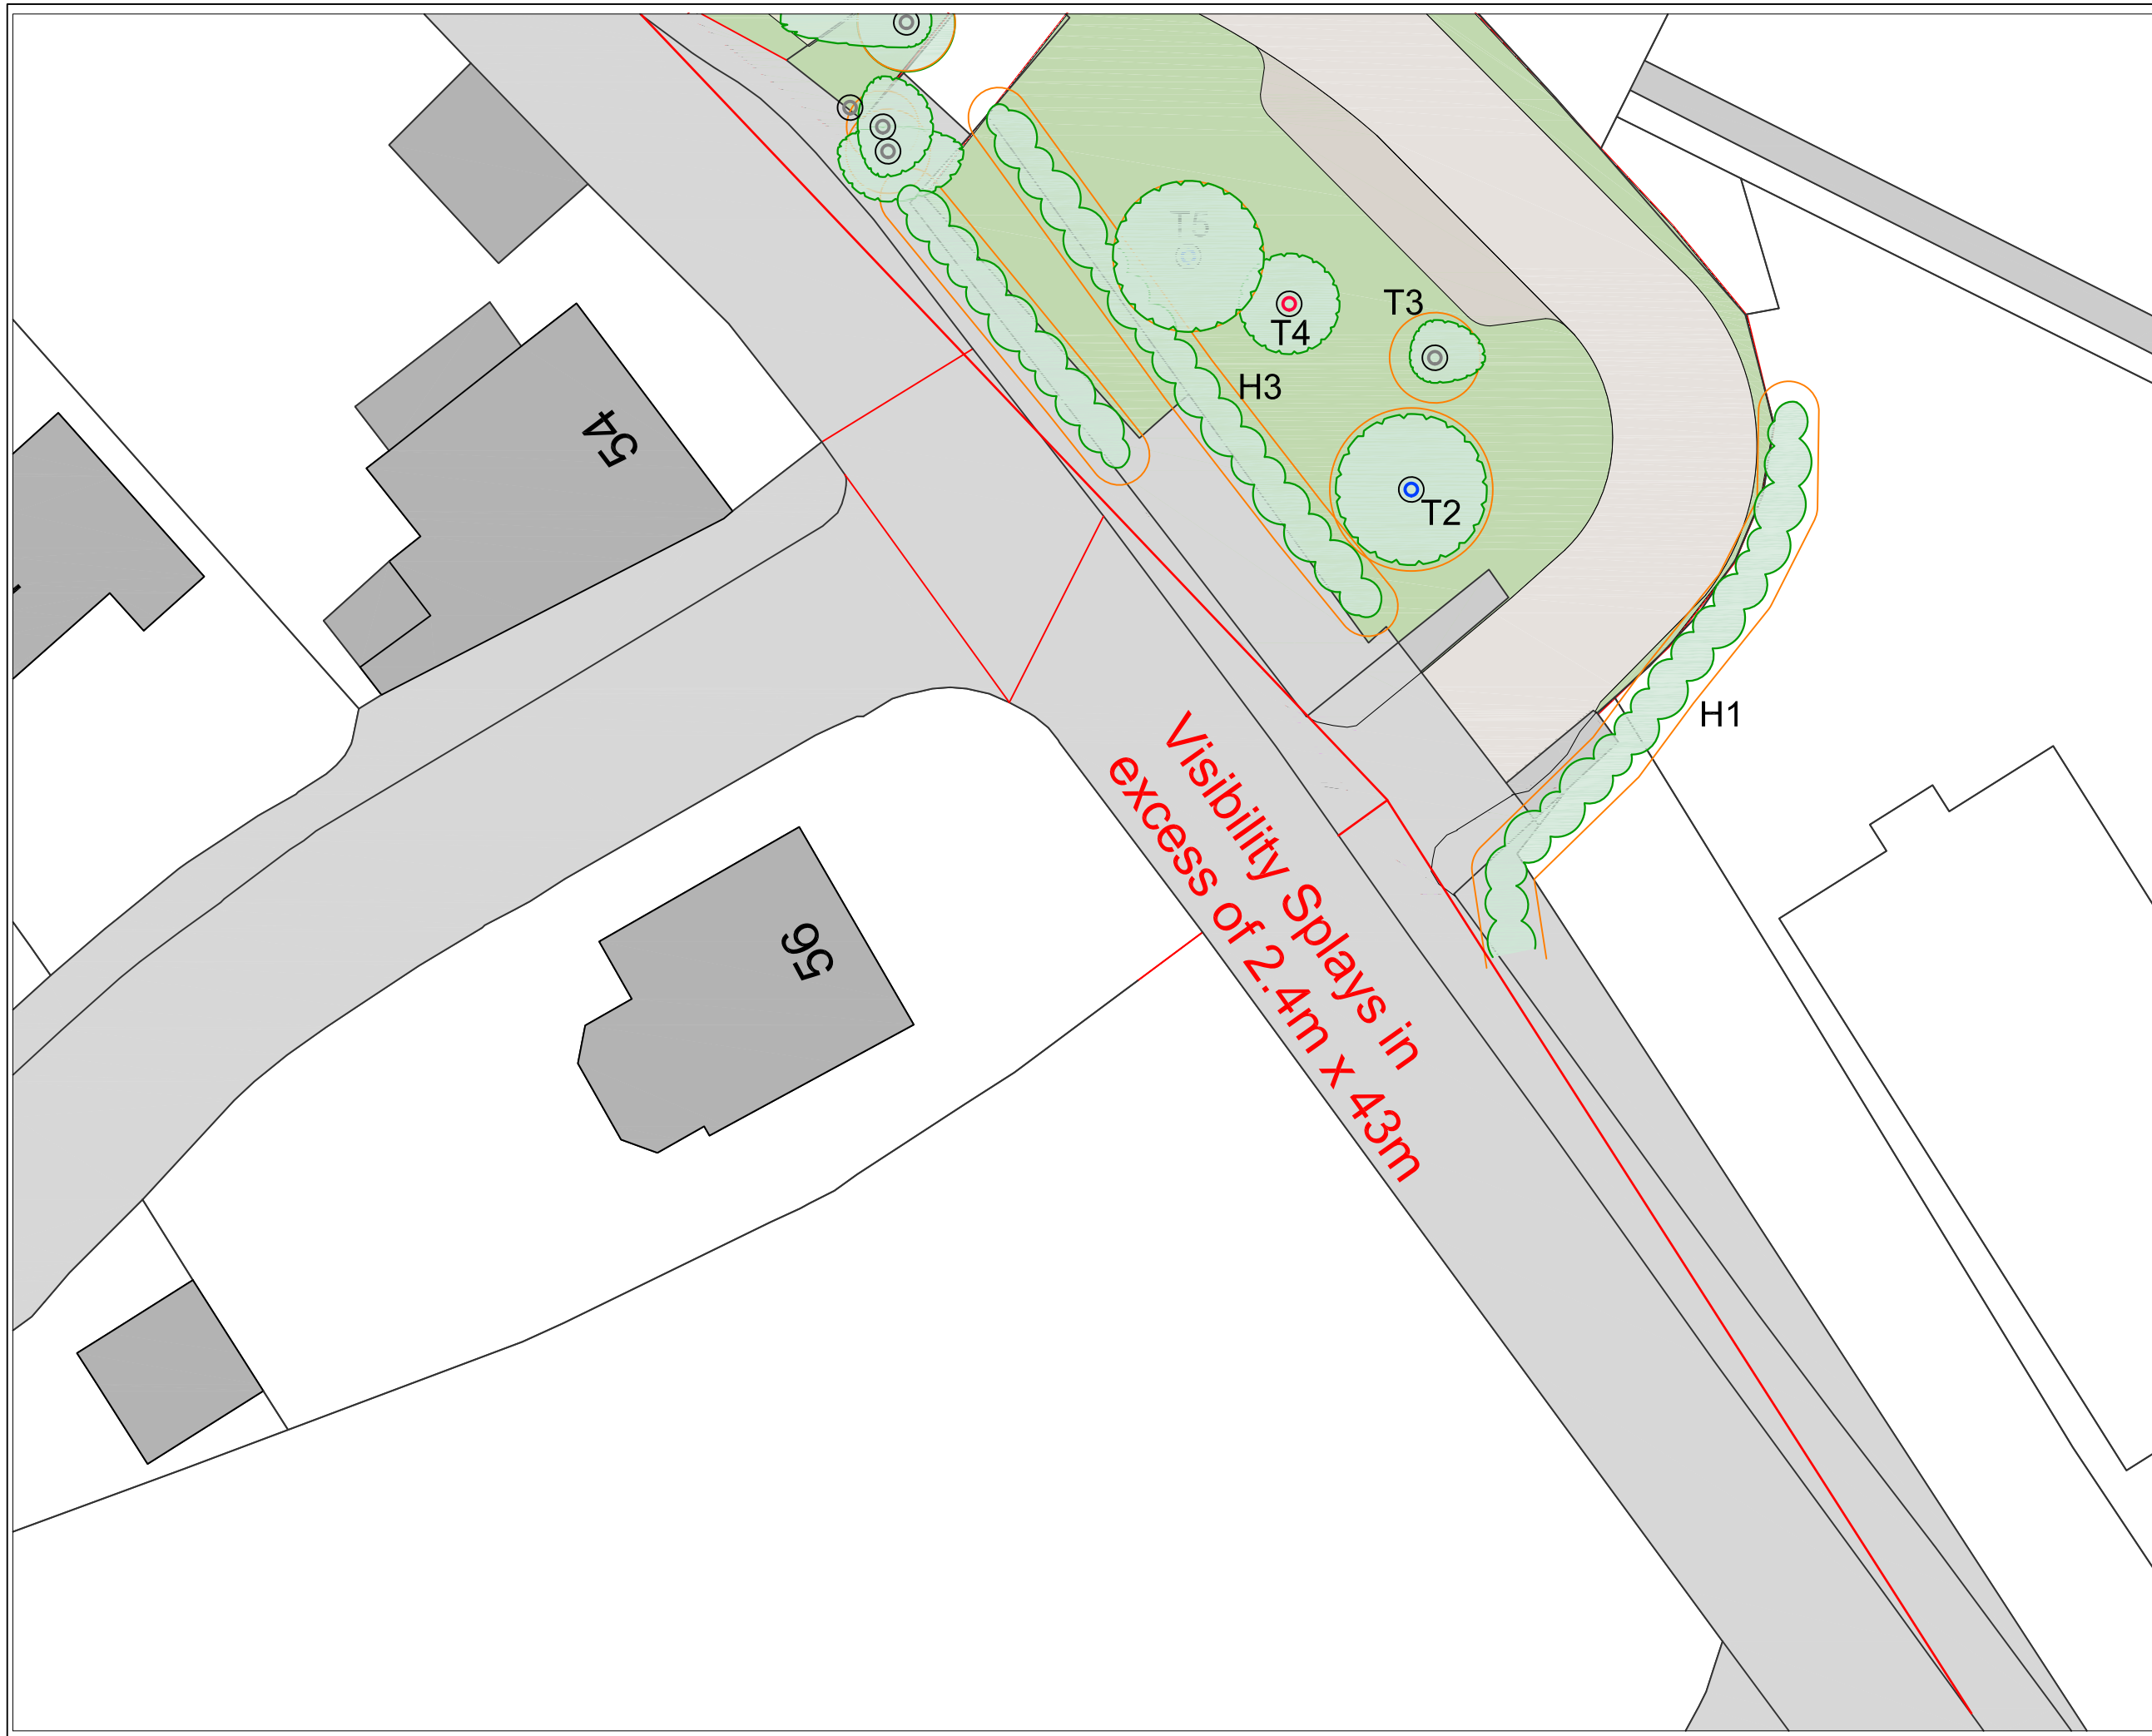 T5
T3
T4
H3
54
T2
H1
Visibility Splays in
excess of 2.4m x 43m
56